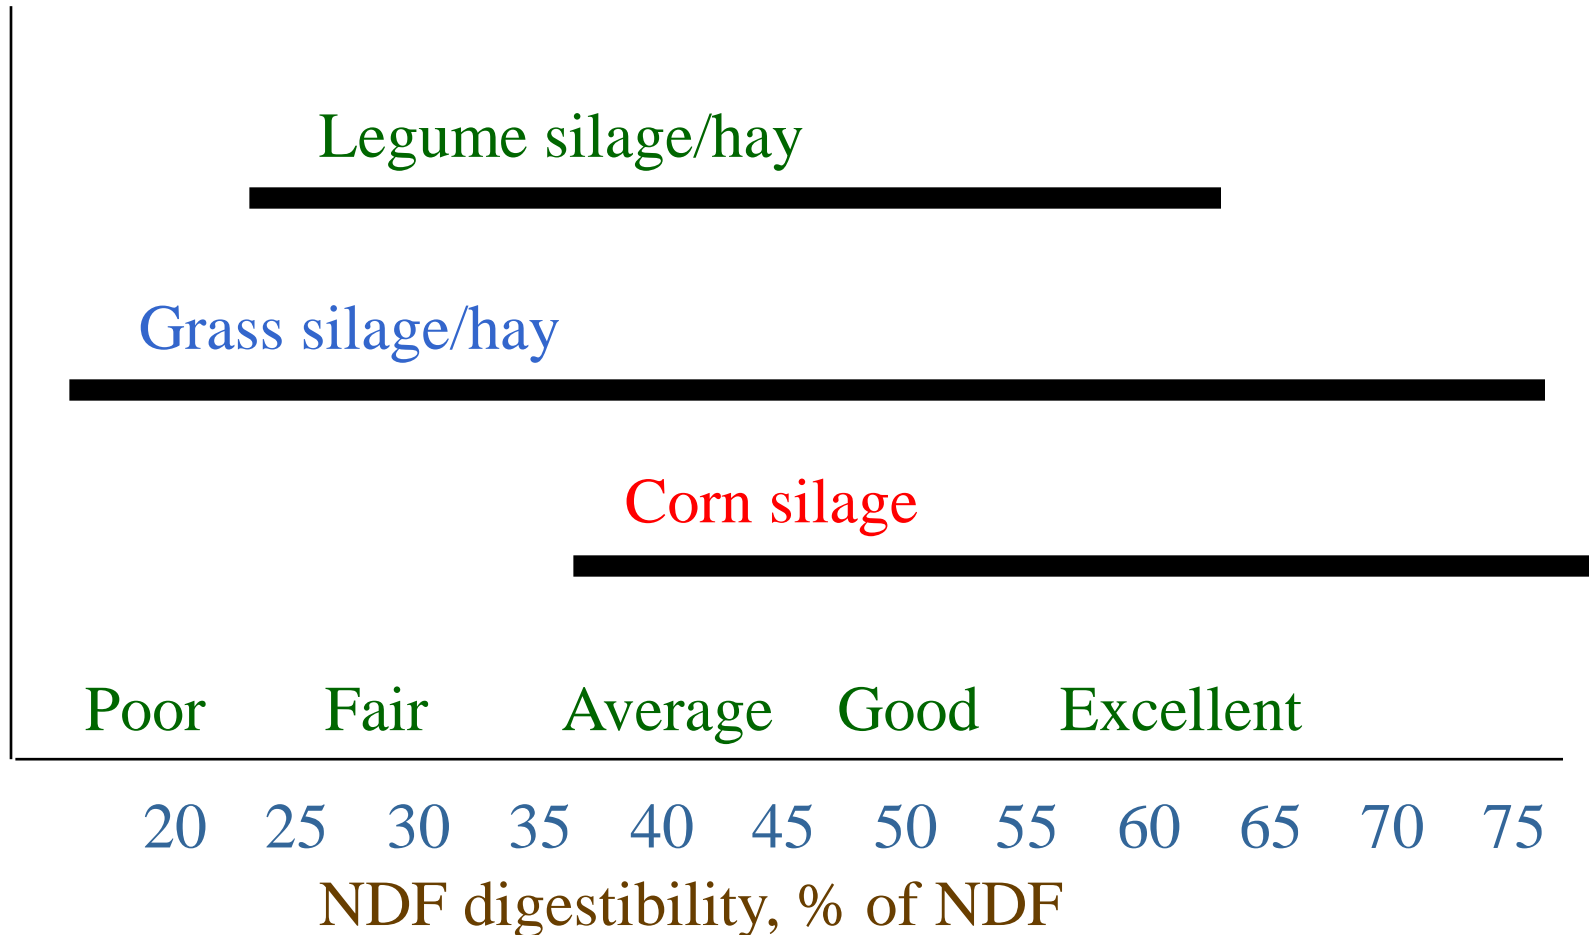 Legume silage/hay
Grass silage/hay
Corn silage
Poor Fair Average Good Excellent
20 25 30 35 40 45 50 55 60 65 70 75
NDF digestibility, % of NDF